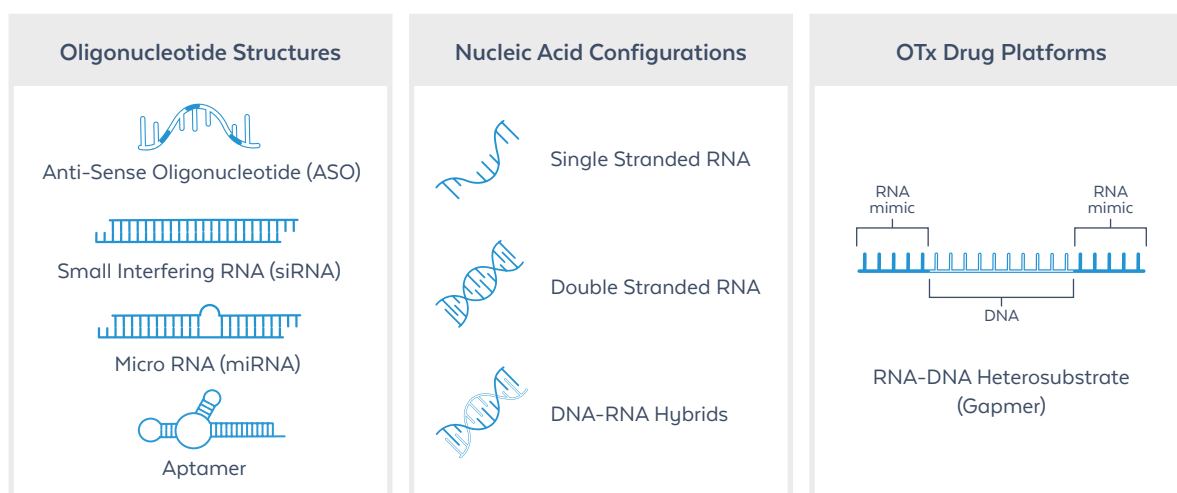 Oligonucleotide Structures
Anti-Sense Oligonucleotide (ASO)
Small Interfering RNA (siRNA)
Micro RNA (miRNA)
Aptamer
Nucleic Acid Configurations
Single Stranded RNA
Double Stranded RNA
DNA-RNA Hybrids
OTx Drug Platforms
RNA
mimic
RNA
mimic
DNA
RNA-DNA Heterosubstrate
(Gapmer)